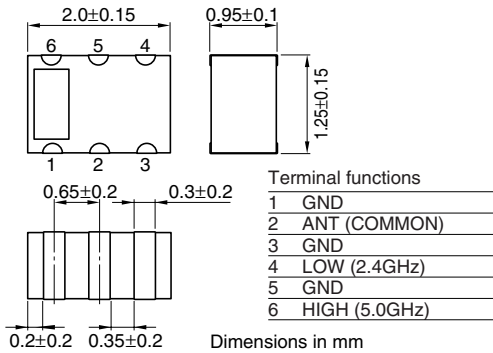 2.0±0.15
0.95±0.1
6 5 4
1.25±0.15
1 2 3
0.65±0.2
0.3±0.2
0.2±0.2
0.35±0.2
Terminal functions
1 GND
2 ANT (COMMON)
3 GND
4 LOW (2.4GHz)
5 GND
6 HIGH (5.0GHz)
Dimensions in mm